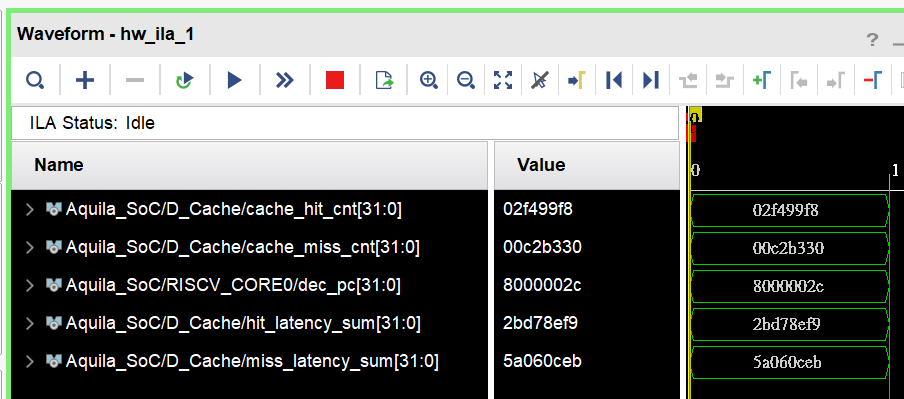 Waveform - hw_ila_1
?
ILA Status: Idle
Name Value
0 1
Aquila_SoC/D_Cache/cache_hit_cnt[31:0] 02f499f8 02f499f8
Aquila_SoC/D_Cache/cache_miss_cnt[31:0] 00c2b330 00c2b330
Aquila_SoC/RISCV_CORE0/dec_pc[31:0] 8000002c 8000002c
Aquila_SoC/D_Cache/hit_latency_sum[31:0] 2bd78ef9 2bd78ef9
Aquila_SoC/D_Cache/miss_latency_sum[31:0] 5a060ceb 5a060ceb